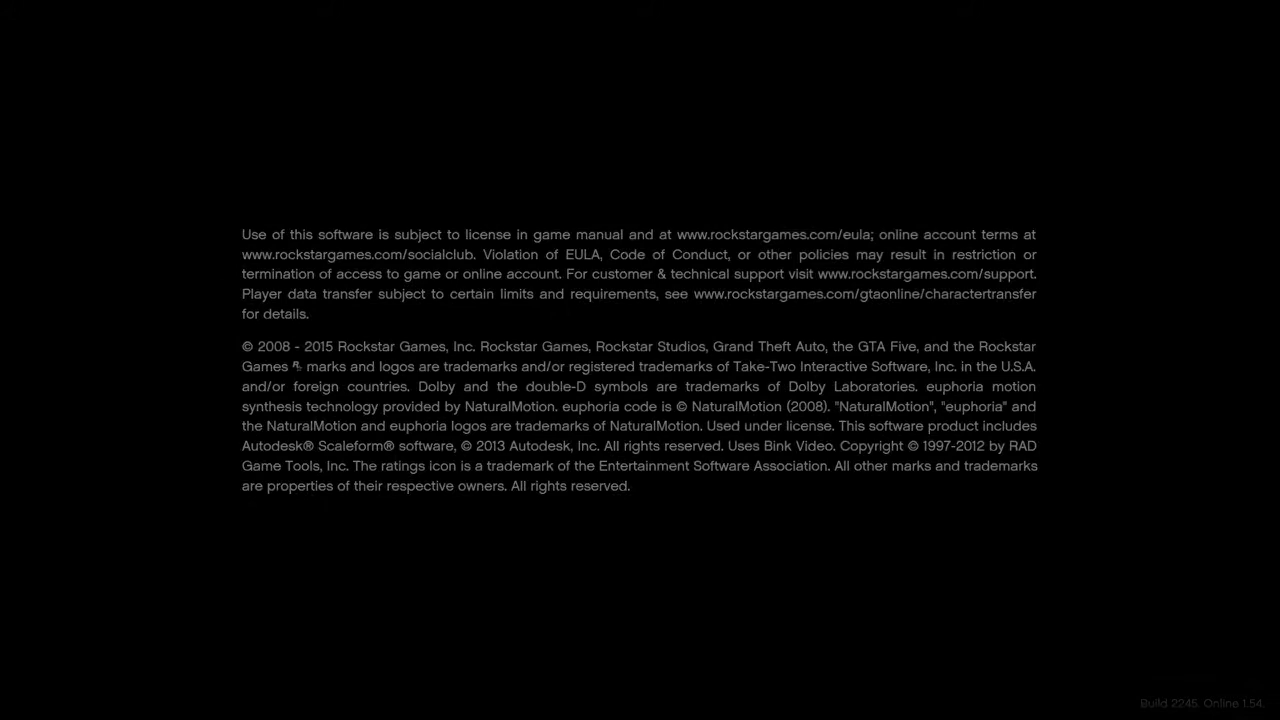 Use of this software is subject to license in game manual and at www.rockstargames.com/eula; online account terms at
www.rockstargames.com/socialclub. Violation of EULA, Code of Conduct, or other policies may result in restriction or
termination of access to game or online account. For customer & technical support visit www.rockstargames.com/support.
Player data transfer subject to certain limits and requirements, see www.rockstargames.com/gtaonline/charactertransfer
for details.
© 2008 - 2015 Rockstar Games, Inc. Rockstar Games, Rockstar Studios, Grand Theft Auto, the GTA Five, and the Rockstar
Games R* marks and logos are trademarks and/or registered trademarks of Take-Two Interactive Software, Inc. in the U.S.A.
and/or foreign countries. Dolby and the double-D symbols are trademarks of Dolby Laboratories. euphoria motion
synthesis technology provided by NaturalMotion. euphoria code is © NaturalMotion (2008). "NaturalMotion", "euphoria" and
the NaturalMotion and euphoria logos are trademarks of NaturalMotion. Used under license. This software product includes
Autodesk® Scaleform® software, © 2013 Autodesk, Inc. All rights reserved. Uses Bink Video. Copyright © 1997-2012 by RAD
Game Tools, Inc. The ratings icon is a trademark of the Entertainment Software Association. All other marks and trademarks
are properties of their respective owners. All rights reserved.
Build 2245. Online 1.54.